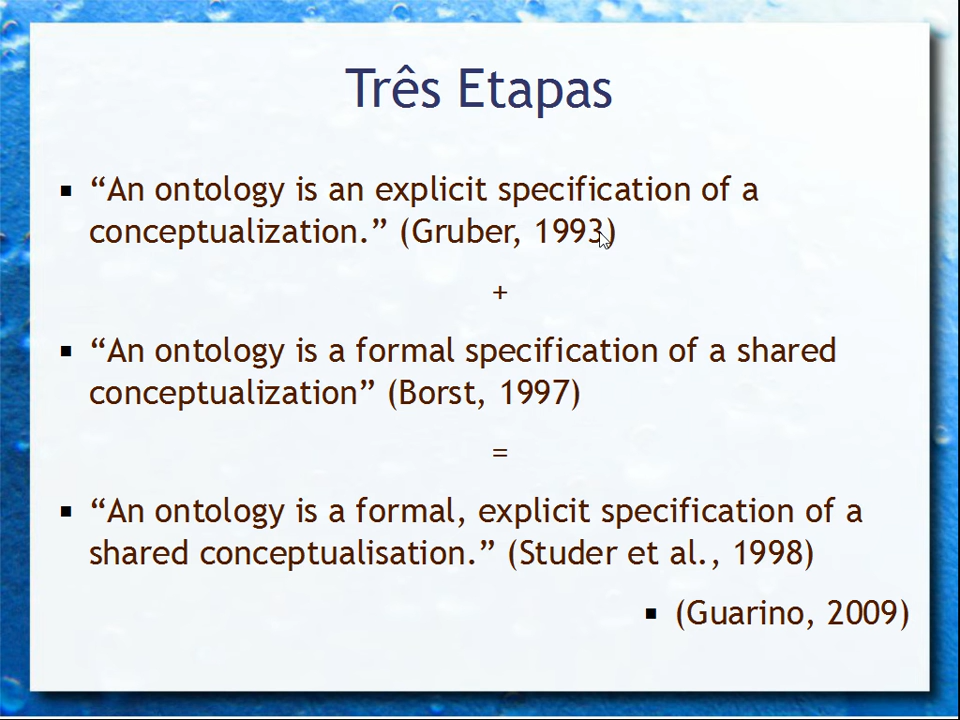 Três Etapas
▪ “An ontology is an explicit specification of a
conceptualization.” (Gruber, 1993)
+
▪ “An ontology is a formal specification of a shared
conceptualization” (Borst, 1997)
=
▪ “An ontology is a formal, explicit specification of a
shared conceptualisation.” (Studer et al., 1998)
▪ (Guarino, 2009)